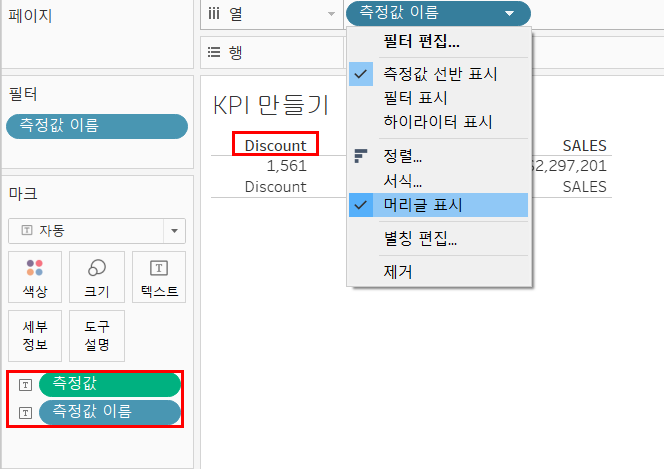 페이지
열
측정값 이름
행
필터 편집...
측정값 선반 표시
필터 표시
하이라이터 표시
정렬...
서식...
머리글 표시
별칭 편집...
제거
필터
측정값 이름
KPI 만들기
Discount
SALES
1,561
2,297,201
Discount
SALES
마크
자동
색상
크기
텍스트
세부
정보
도구
설명
측정값
측정값 이름